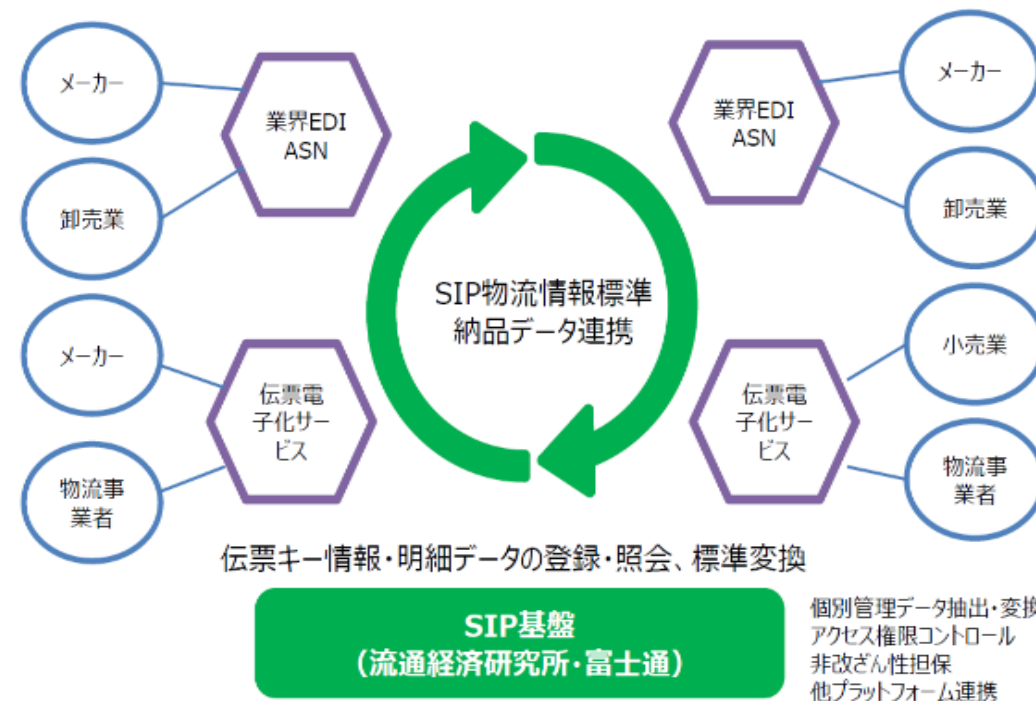 メーカー
業界EDI
ASN
卸売業
メーカー
伝票電
子化サー
ビス
物流事
業者
SIP物流情報標準
納品データ連携
業界EDI
ASN
メーカー
卸売業
伝票電
子化サー
ビス
小売業
物流事
業者
伝票キー情報・明細データの登録・照会、標準変換
SIP基盤
（流通経済研究所・富士通）
個別管理データ抽出・変換
アクセス権限コントロール
非改ざん性担保
他プラットフォーム連携